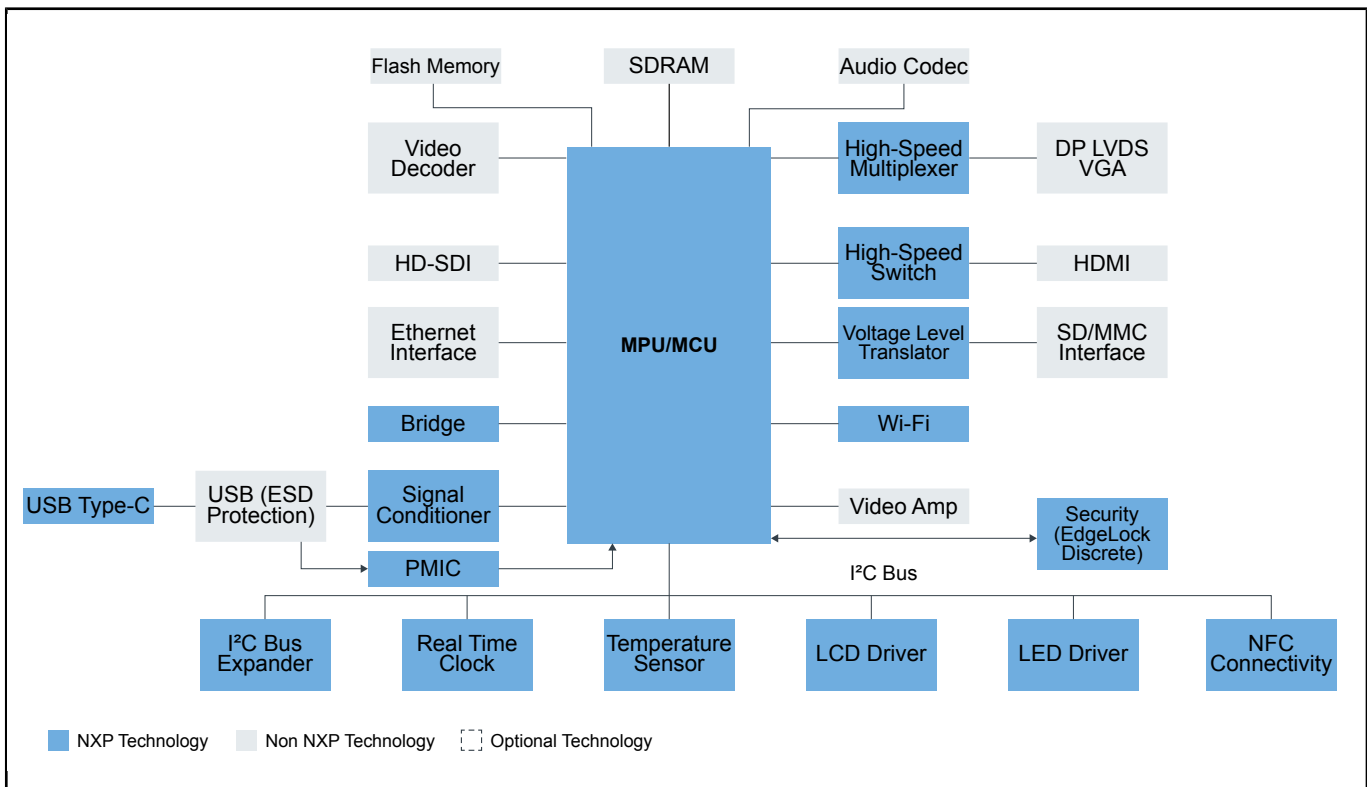 Flash Memory
SDRAM
Audio Codec
Video
Decoder
High-Speed
Multiplexer
DP LVDS
VGA
HD-SDI
High-Speed
Switch
HDMI
Ethernet
Interface
MPU/MCU
Voltage Level
Translator
SD/MMC
Interface
Bridge
Wi-Fi
USB Type-C
USB (ESD
Protection)
Signal
Conditioner
Video Amp
Security
(EdgeLock
Discrete)
PMIC
I²C Bus
I²C Bus
Expander
Real Time
Clock
Temperature
Sensor
LCD Driver
LED Driver
NFC
Connectivity
NXP Technology
Non NXP Technology
Optional Technology